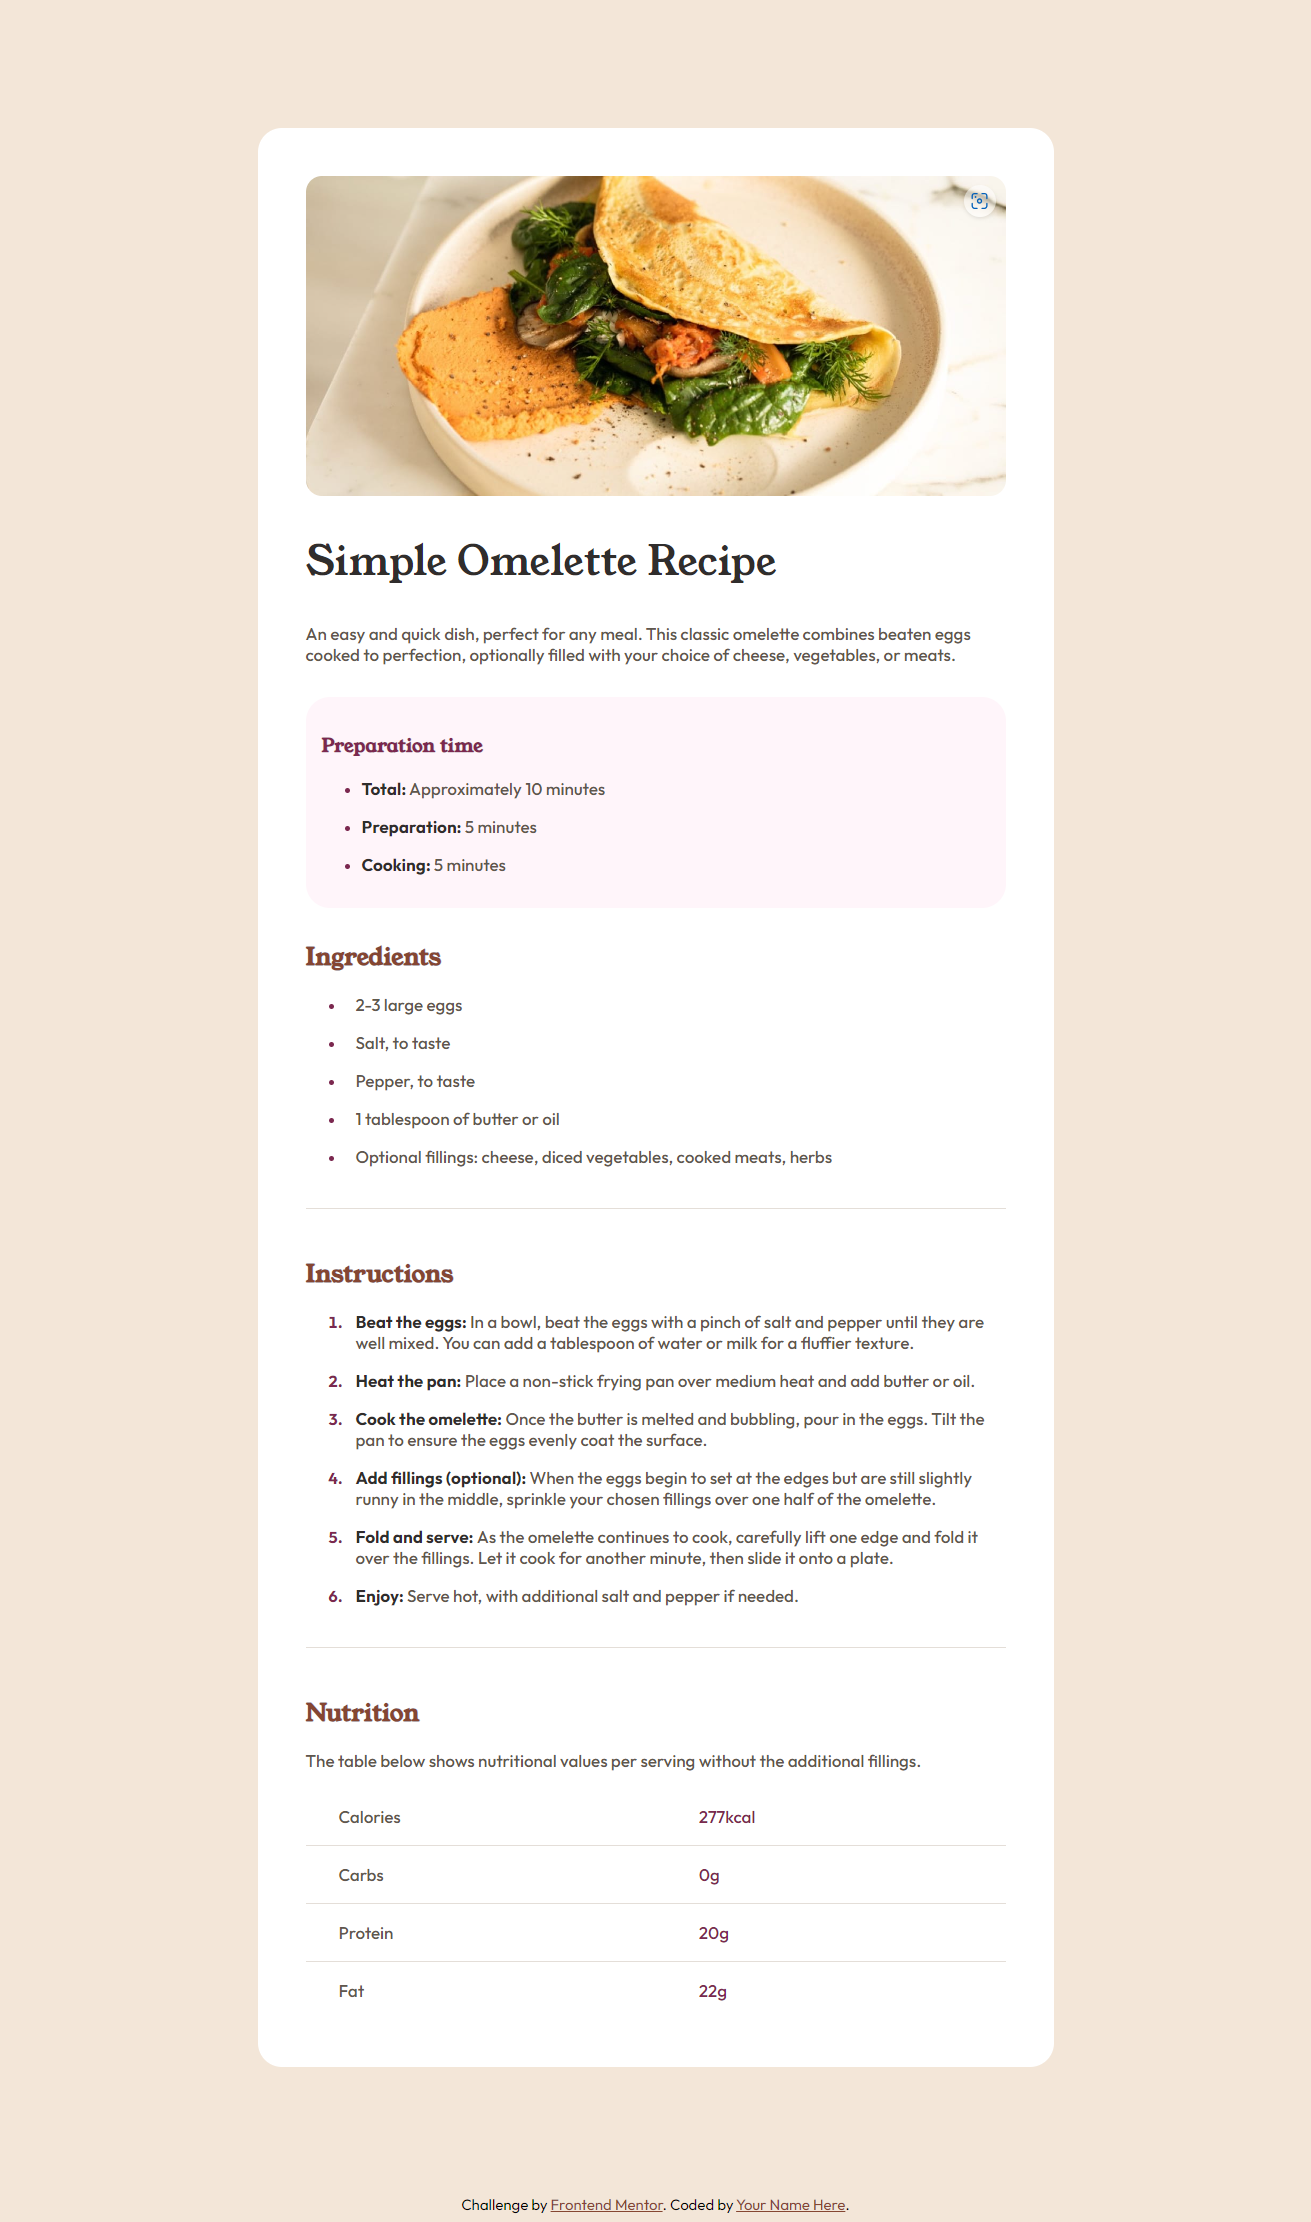 Simple Omelette Recipe
An easy and quick dish, perfect for any meal. This classic omelette combines beaten eggs
cooked to perfection, optionally filled with your choice of cheese, vegetables, or meats.
Preparation time
• Total: Approximately 10 minutes
• Preparation: 5 minutes
• Cooking: 5 minutes
Ingredients
• 2-3 large eggs
• Salt, to taste
• Pepper, to taste
• 1 tablespoon of butter or oil
• Optional fillings: cheese, diced vegetables, cooked meats, herbs
Instructions
1. Beat the eggs: In a bowl, beat the eggs with a pinch of salt and pepper until they are
well mixed. You can add a tablespoon of water or milk for a fluffier texture.
2. Heat the pan: Place a non-stick frying pan over medium heat and add butter or oil.
3. Cook the omelette: Once the butter is melted and bubbling, pour in the eggs. Tilt the
pan to ensure the eggs evenly coat the surface.
4. Add fillings (optional): When the eggs begin to set at the edges but are still slightly
runny in the middle, sprinkle your chosen fillings over one half of the omelette.
5. Fold and serve: As the omelette continues to cook, carefully lift one edge and fold it
over the fillings. Let it cook for another minute, then slide it onto a plate.
6. Enjoy: Serve hot, with additional salt and pepper if needed.
Nutrition
The table below shows nutritional values per serving without the additional fillings.
Calories 277kcal
Carbs 0g
Protein 20g
Fat 22g
Challenge by Frontend Mentor. Coded by Your Name Here.